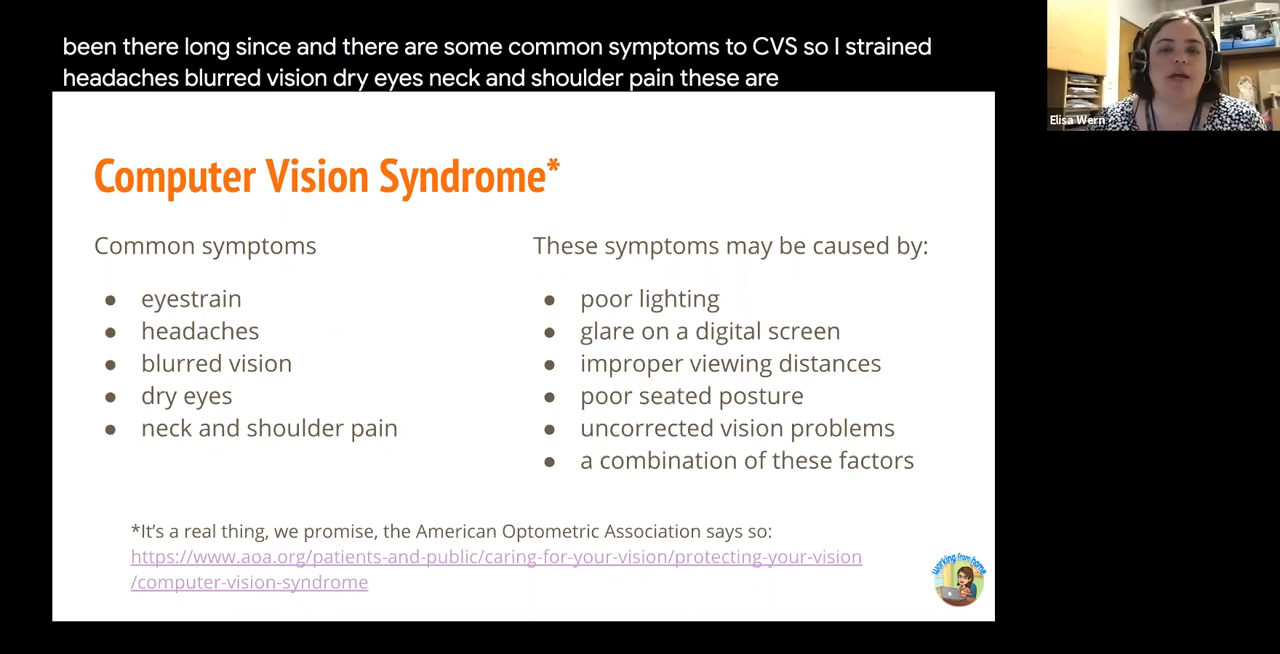 been there long since and there are some common symptoms to CVS so I strained
headaches blurred vision dry eyes neck and shoulder pain these are
Elisa Wern
Computer Vision Syndrome*
Common symptoms
● eyestrain
● headaches
● blurred vision
● dry eyes
● neck and shoulder pain
These symptoms may be caused by:
● poor lighting
● glare on a digital screen
● improper viewing distances
● poor seated posture
● uncorrected vision problems
● a combination of these factors
*It's a real thing, we promise, the American Optometric Association says so:
https://www.aoa.org/patients-and-public/caring-for-your-vision/protecting-your-vision
/computer-vision-syndrome
working from home